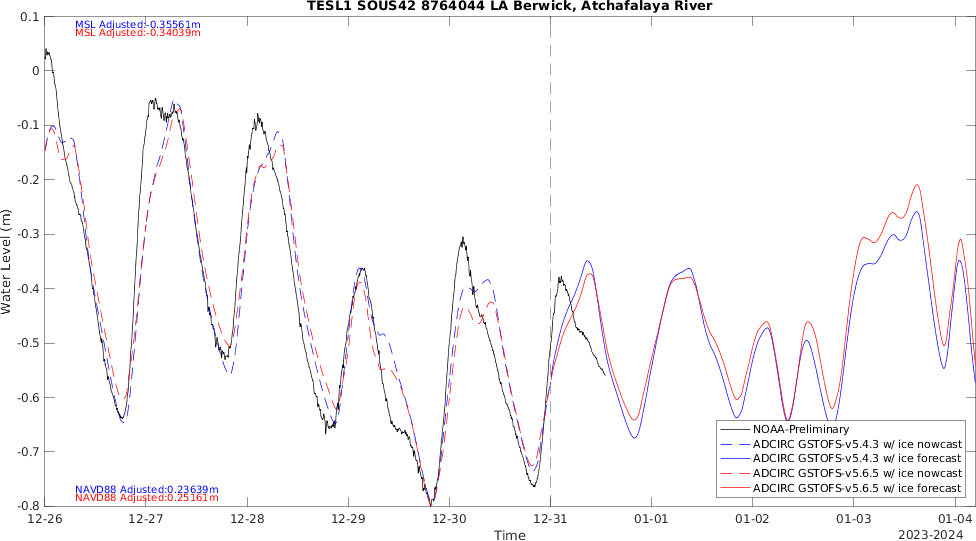 TESL1 SOUS42 8764044 LA Berwick, Atchafalaya River
MSL Adjusted:-0.35561m
MSL Adjusted:-0.34039m
0.1
0
-0.1
-0.2
-0.3
-0.4
-0.5
-0.6
-0.7
-0.8
Water Level (m)
NOAA-Preliminary
ADCIRC GSTOFS-v5.4.3 w/ ice nowcast
ADCIRC GSTOFS-v5.4.3 w/ ice forecast
ADCIRC GSTOFS-v5.6.5 w/ ice nowcast
ADCIRC GSTOFS-v5.6.5 w/ ice forecast
NAVD88 Adjusted:0.23639m
NAVD88 Adjusted:0.25161m
12-26 12-27 12-28 12-29 12-30 12-31 01-01 01-02 01-03 01-04
Time
2023-2024